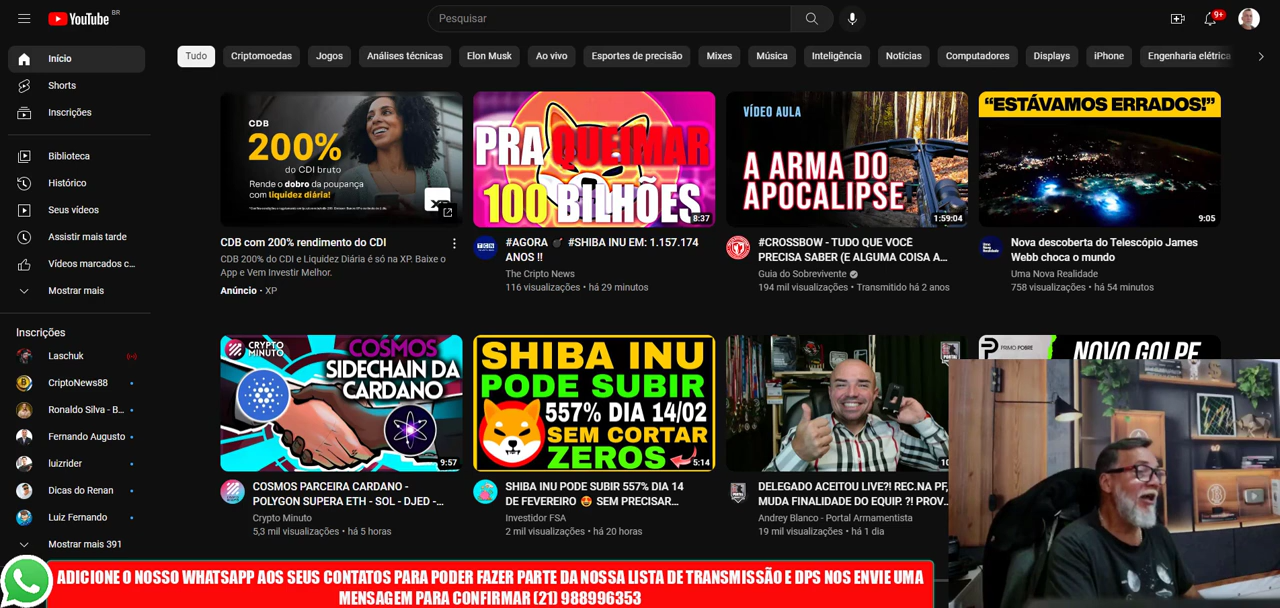 YouTube BR
Pesquisar
9+
Início
Shorts
Inscrições
Biblioteca
Histórico
Seus vídeos
Assistir mais tarde
Vídeos marcados c...
Mostrar mais
Inscrições
Laschuk
CriptoNews88
Ronaldo Silva - B...
Fernando Augusto
luizrider
Dicas do Renan
Luiz Fernando
Mostrar mais 391
Tudo
Criptomoedas
Jogos
Análises técnicas
Elon Musk
Ao vivo
Esportes de precisão
Mixes
Música
Inteligência
Notícias
Computadores
Displays
iPhone
Engenharia elétrica
CDB
200%
do CDI bruto
Rende o dobro da poupança
com liquidez diária!
CDB com 200% rendimento do CDI
CDB 200% do CDI e Liquidez Diária é só na XP. Baixe o
App e Vem Investir Melhor.
Anúncio • XP
PRA QUEIMAR
100 BILHÕES
8:37
#AGORA 💣 #SHIBA INU EM: 1.157.174
ANOS !!
The Cripto News
116 visualizações • há 29 minutos
VÍDEO AULA
A ARMA DO
APOCALIPSE
1:59:04
#CROSSBOW - TUDO QUE VOCÊ
PRECISA SABER (E ALGUMA COISA A...
Guia do Sobrevivente
194 mil visualizações • Transmitido há 2 anos
“ESTÁVAMOS ERRADOS!”
9:05
Nova descoberta do Telescópio James
Webb choca o mundo
Uma Nova Realidade
758 visualizações • há 54 minutos
CRYPTO
MINUTO
COSMOS
SIDECHAIN DA
CARDANO
9:57
COSMOS PARCEIRA CARDANO -
POLYGON SUPERA ETH - SOL - DJED -...
Crypto Minuto
5,3 mil visualizações • há 5 horas
SHIBA INU
PODE SUBIR
557% DIA 14/02
SEM CORTAR
ZEROS
5:14
SHIBA INU PODE SUBIR 557% DIA 14
DE FEVEREIRO 🤩 SEM PRECISAR...
Investidor FSA
2 mil visualizações • há 20 horas
DELEGADO ACEITOU LIVE?! REC.NA PF,
MUDA FINALIDADE DO EQUIP. ?! PROV...
Andrey Blanco - Portal Armamentista
19 mil visualizações • há 1 dia
PRIMO POBRE
NOVO GOLPE
ADICIONE O NOSSO WHATSAPP AOS SEUS CONTATOS PARA PODER FAZER PARTE DA NOSSA LISTA DE TRANSMISSÃO E DPS NOS ENVIE UMA
MENSAGEM PARA CONFIRMAR (21) 988996353